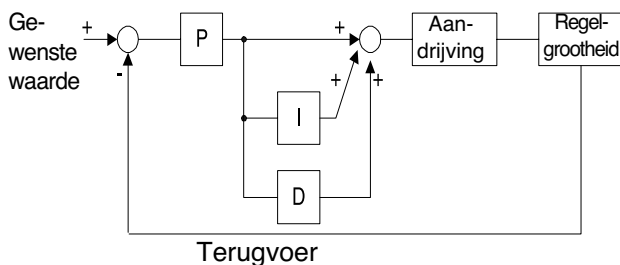 Ge-
wenste
waarde
+
-
P
+
+
+
I
D
Aan-
drijving
Regel-
grootheid
Terugvoer